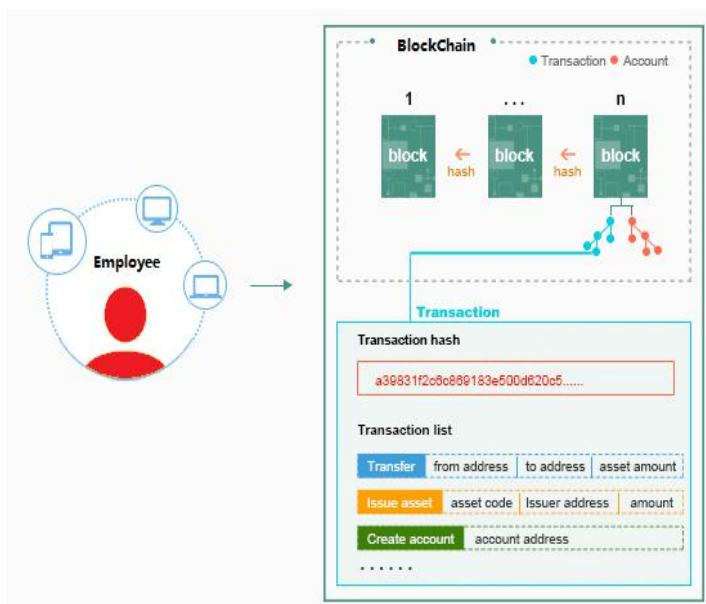 BlockChain
Transaction Account
1 ... n
block block block
hash hash
Employee
Transaction
Transaction hash
a39831f2c6c869183e500d620c5......
Transaction list
Transfer from address to address asset amount
Issue asset asset code Issuer address amount
Create account account address
......